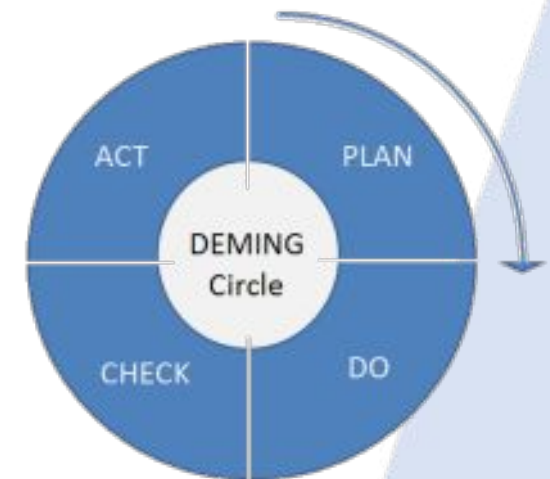 ACT
PLAN
DEMING
Circle
CHECK
DO